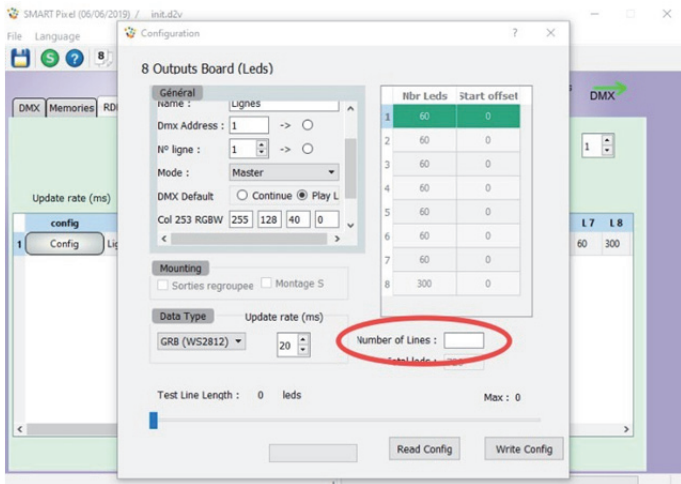 SMART Pixel (06/06/2019) / init.d2v
File Language
Configuration ? ×
S ? 8
8 Outputs Board (Leds)
DMX Memories
Update rate (ms)
Général
Name : Lignes
Dmx Address : 1 ->
N° ligne : 1 ->
Mode : Master
DMX Default Continue Play L
Col 253 RGBW 255 128 40 0
Nbr Leds Start offset
1 60 0
2 60 0
3 60 0
4 60 0
5 60 0
6 60 0
7 60 0
8 300 0
DMX
1
config L 7 L 8
1 Config 60 300
Mounting
Sorties regroupee Montage S
Data Type Update rate (ms)
GRB (WS2812) 20
Number of Lines :
Test Line Length : 0 leds Max : 0
Read Config Write Config